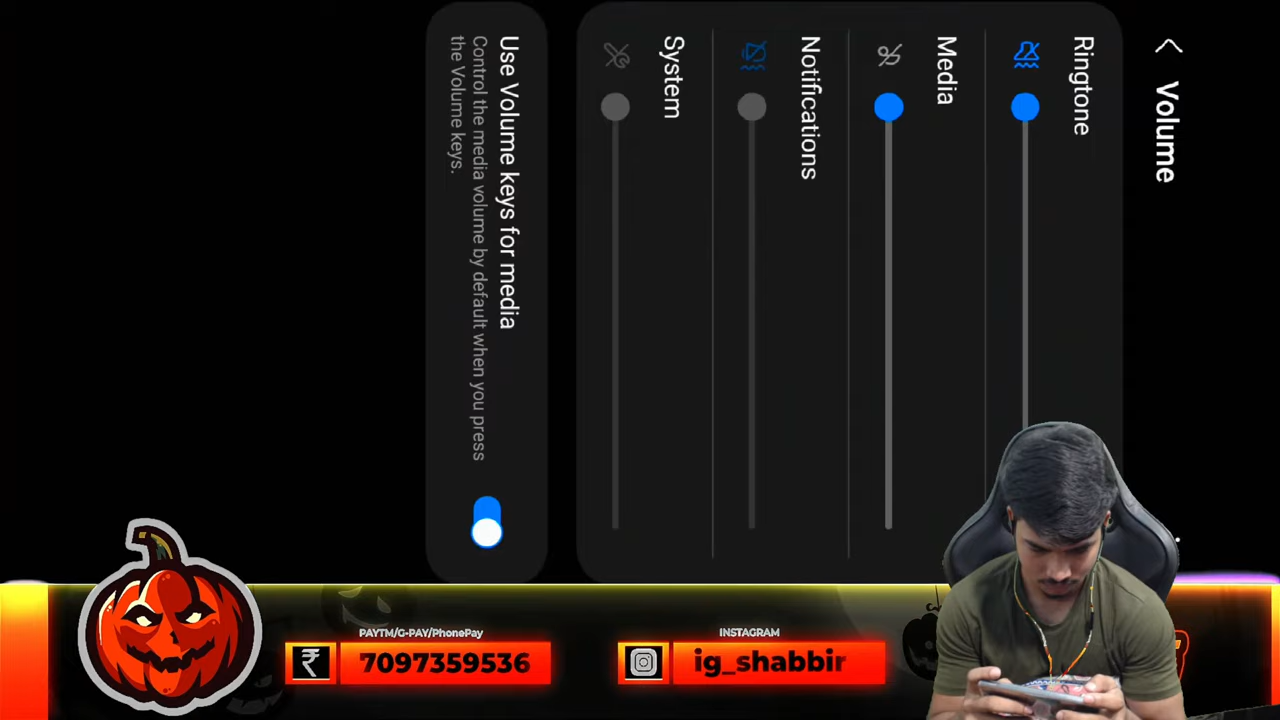 Volume
Ringtone
Media
Notifications
System
Use Volume keys for media
Control the media volume by default when you press
the Volume keys.
PAYTM/G-PAY/PhonePay
7097359536
INSTAGRAM
ig_shabbir